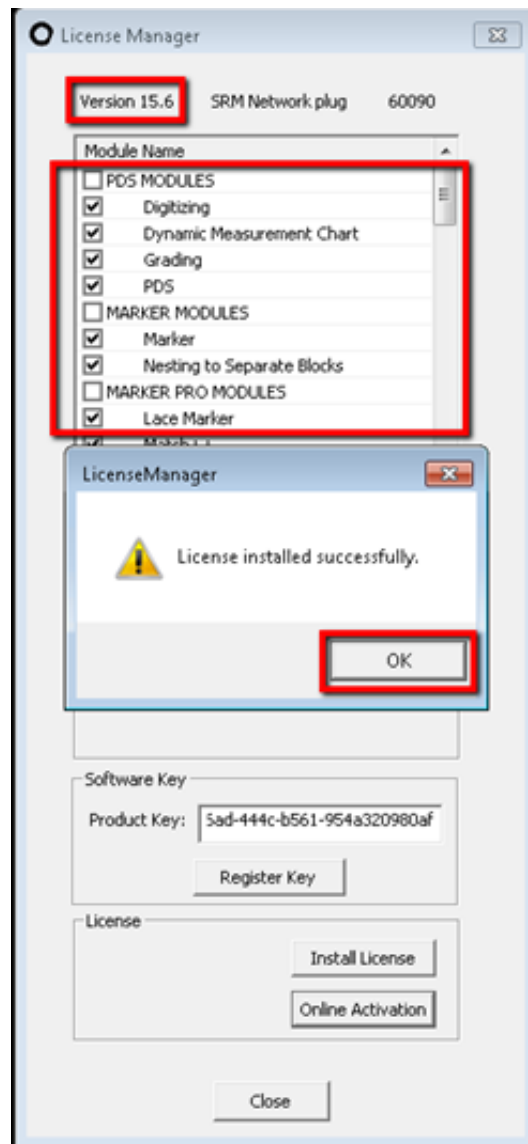 License Manager
Version 15.6 SRM Network plug 60090
Module Name
PDS MODULES
Digitizing
Dynamic Measurement Chart
Grading
PDS
MARKER MODULES
Marker
Nesting to Separate Blocks
MARKER PRO MODULES
Lace Marker
LicenseManager
License installed successfully.
OK
Software Key
Product Key: 5ad-444c-b561-954a320980af
Register Key
License
Install License
Online Activation
Close